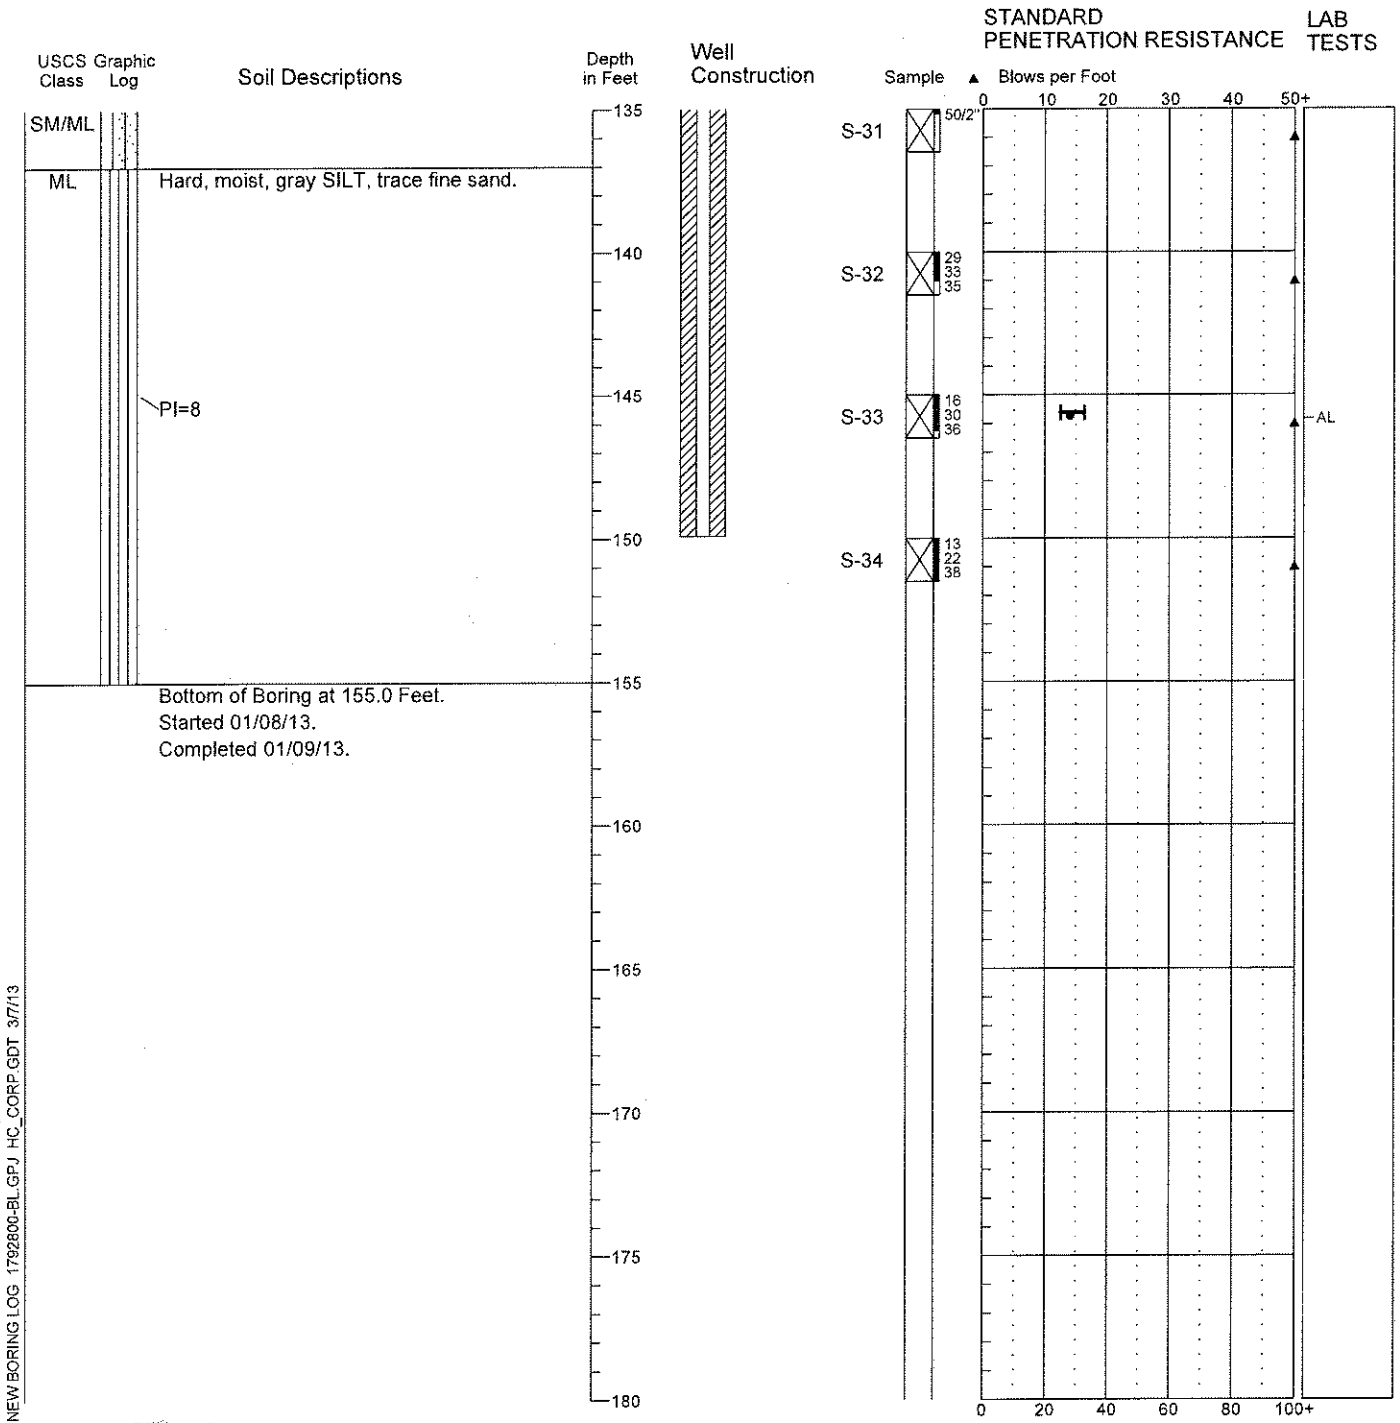 STANDARD
PENETRATION RESISTANCE
LAB
TESTS
USCS Class
Graphic Log
Soil Descriptions
Depth
in Feet
Well
Construction
Sample
▲ Blows per Foot
0 10 20 30 40 50+
SM/ML
135
S-31
50/2"
ML
Hard, moist, gray SILT, trace fine sand.
140
S-32
29
33
35
145
PI=8
S-33
16
30
36
AL
150
S-34
13
22
38
155
Bottom of Boring at 155.0 Feet.
Started 01/08/13.
Completed 01/09/13.
160
165
170
175
180
0 20 40 60 80 100+
NEW BORING LOG 1792800-BL.GPJ HC_CORP.GDT 3/7/13